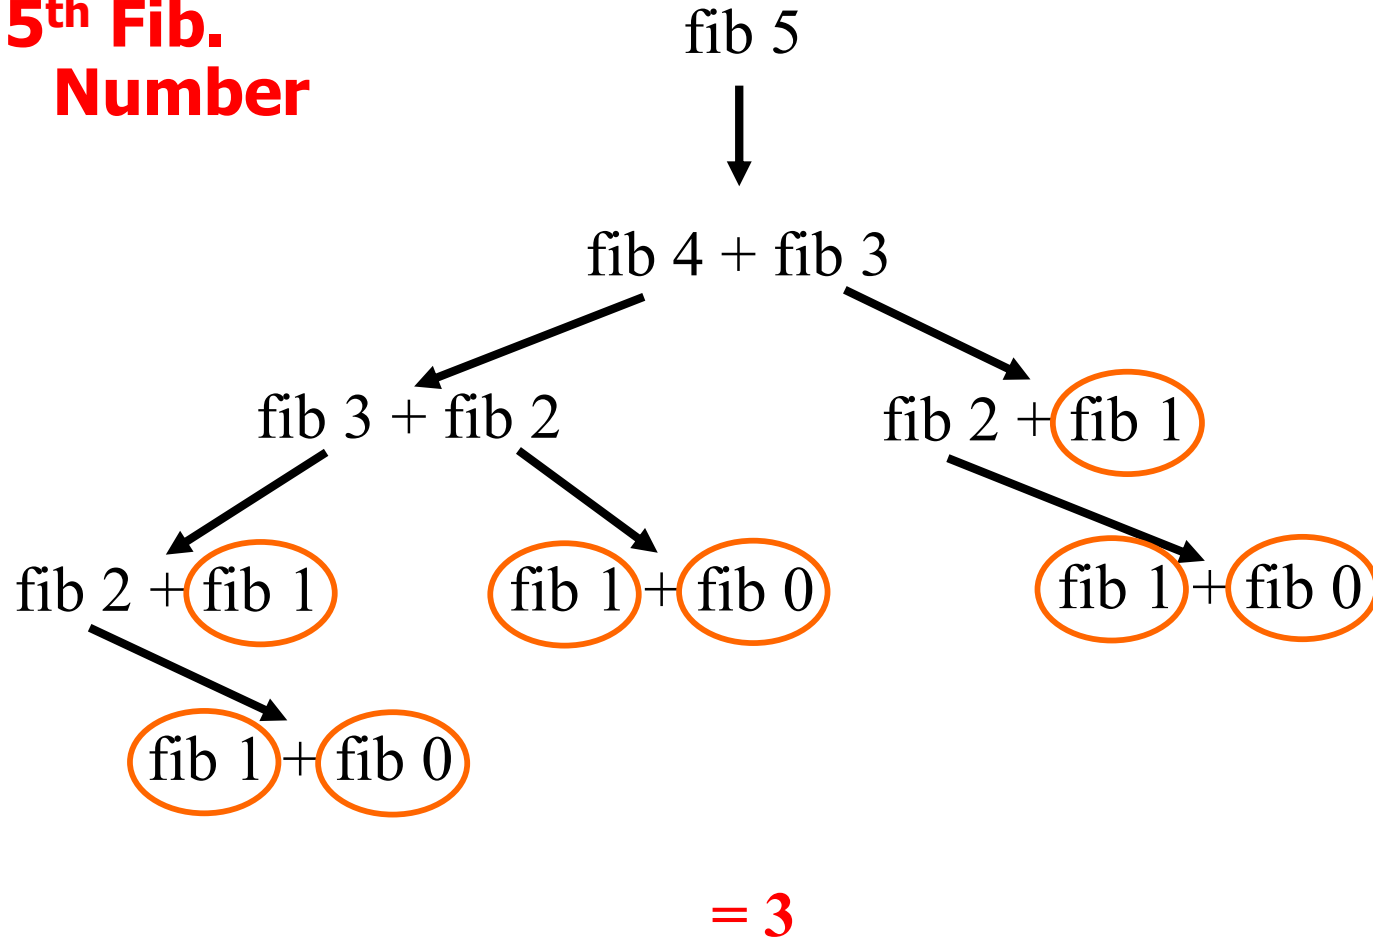 5th Fib.
Number
fib 5
fib 4 + fib 3
fib 3 + fib 2
fib 2 + fib 1
fib 2 + fib 1
fib 1 + fib 0
fib 1 + fib 0
fib 1 + fib 0
= 3